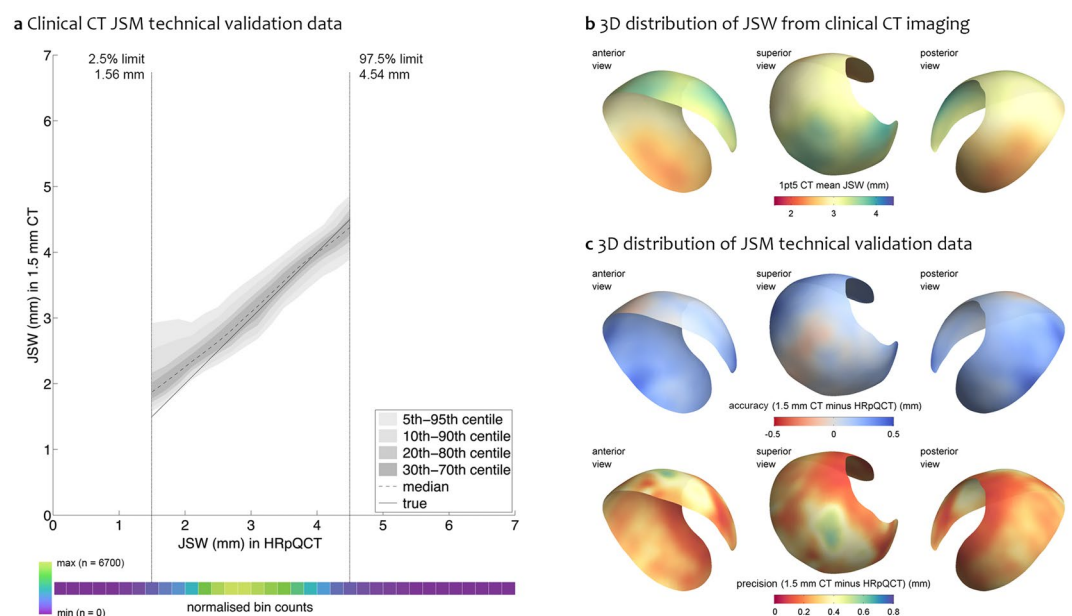 a Clinical CT JSM technical validation data
2.5% limit
1.56 mm
97.5% limit
4.54 mm
7
6
5
4
3
2
1
0
JSW (mm) in 1.5 mm CT
5th–95th centile
10th–90th centile
20th–80th centile
30th–70th centile
median
true
0 1 2 3 4 5 6 7
JSW (mm) in HRpQCT
max (n = 6700)
min (n = 0)
normalised bin counts
b 3D distribution of JSW from clinical CT imaging
anterior
view
superior
view
posterior
view
1pt5 CT mean JSW (mm)
2 3 4
c 3D distribution of JSM technical validation data
anterior
view
superior
view
posterior
view
accuracy (1.5 mm CT minus HRpQCT) (mm)
-0.5 0 0.5
anterior
view
superior
view
posterior
view
precision (1.5 mm CT minus HRpQCT) (mm)
0 0.2 0.4 0.6 0.8